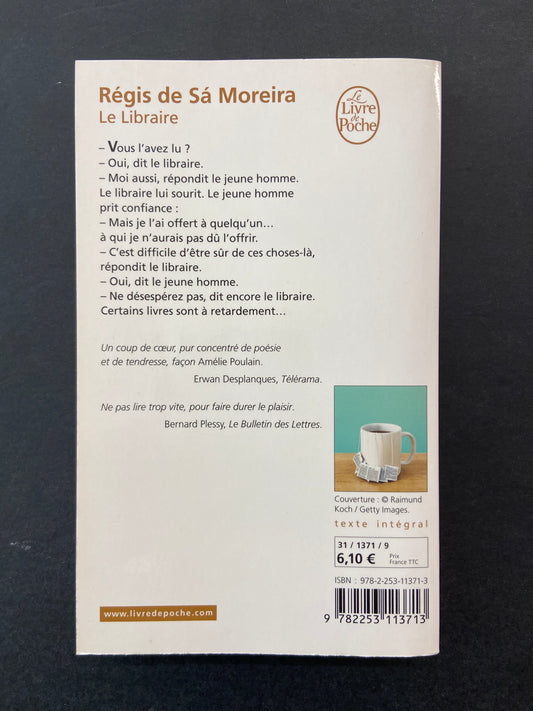 Régis de Sá Moreira
Le Libraire
Le
Livre
de
Poche
– Vous l'avez lu ?
– Oui, dit le libraire.
– Moi aussi, répondit le jeune homme.
Le libraire lui sourit. Le jeune homme
prit confiance :
– Mais je l'ai offert à quelqu'un…
à qui je n'aurais pas dû l'offrir.
– C'est difficile d'être sûr de ces choses-là,
répondit le libraire.
– Oui, dit le jeune homme.
– Ne désespérez pas, dit encore le libraire.
Certains livres sont à retardement…
Un coup de cœur, pur concentré de poésie
et de tendresse, façon Amélie Poulain.
Erwan Desplanques, Télérama.
Ne pas lire trop vite, pour faire durer le plaisir.
Bernard Plessy, Le Bulletin des Lettres.
Couverture : © Raimund
Koch / Getty Images.
texte intégral
31 / 1371 / 9
6,10 €
Prix
France TTC
ISBN : 978-2-253-11371-3
9 782253 113713
www.livredepoche.com